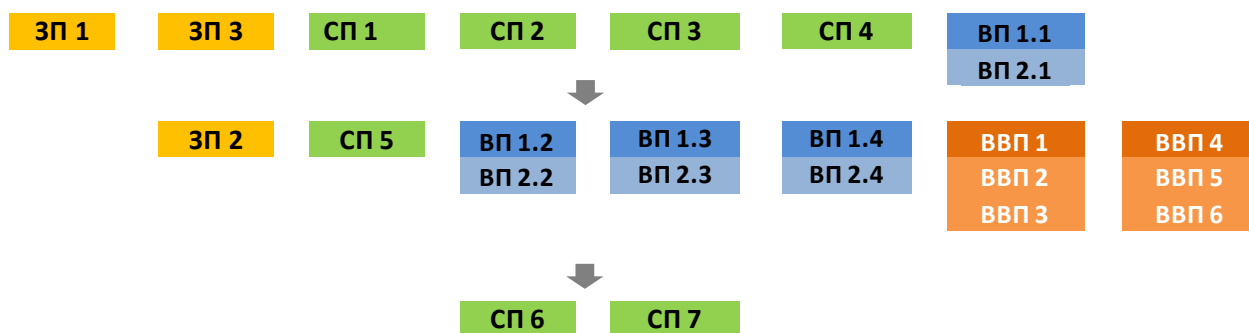 ЗП 1 ЗП 3 СП 1 СП 2 СП 3 СП 4 ВП 1.1
ВП 2.1
ЗП 2 СП 5 ВП 1.2 ВП 1.3 ВП 1.4 ВВП 1 ВВП 4
ВП 2.2 ВП 2.3 ВП 2.4 ВВП 2 ВВП 5
ВВП 3 ВВП 6
СП 6 СП 7